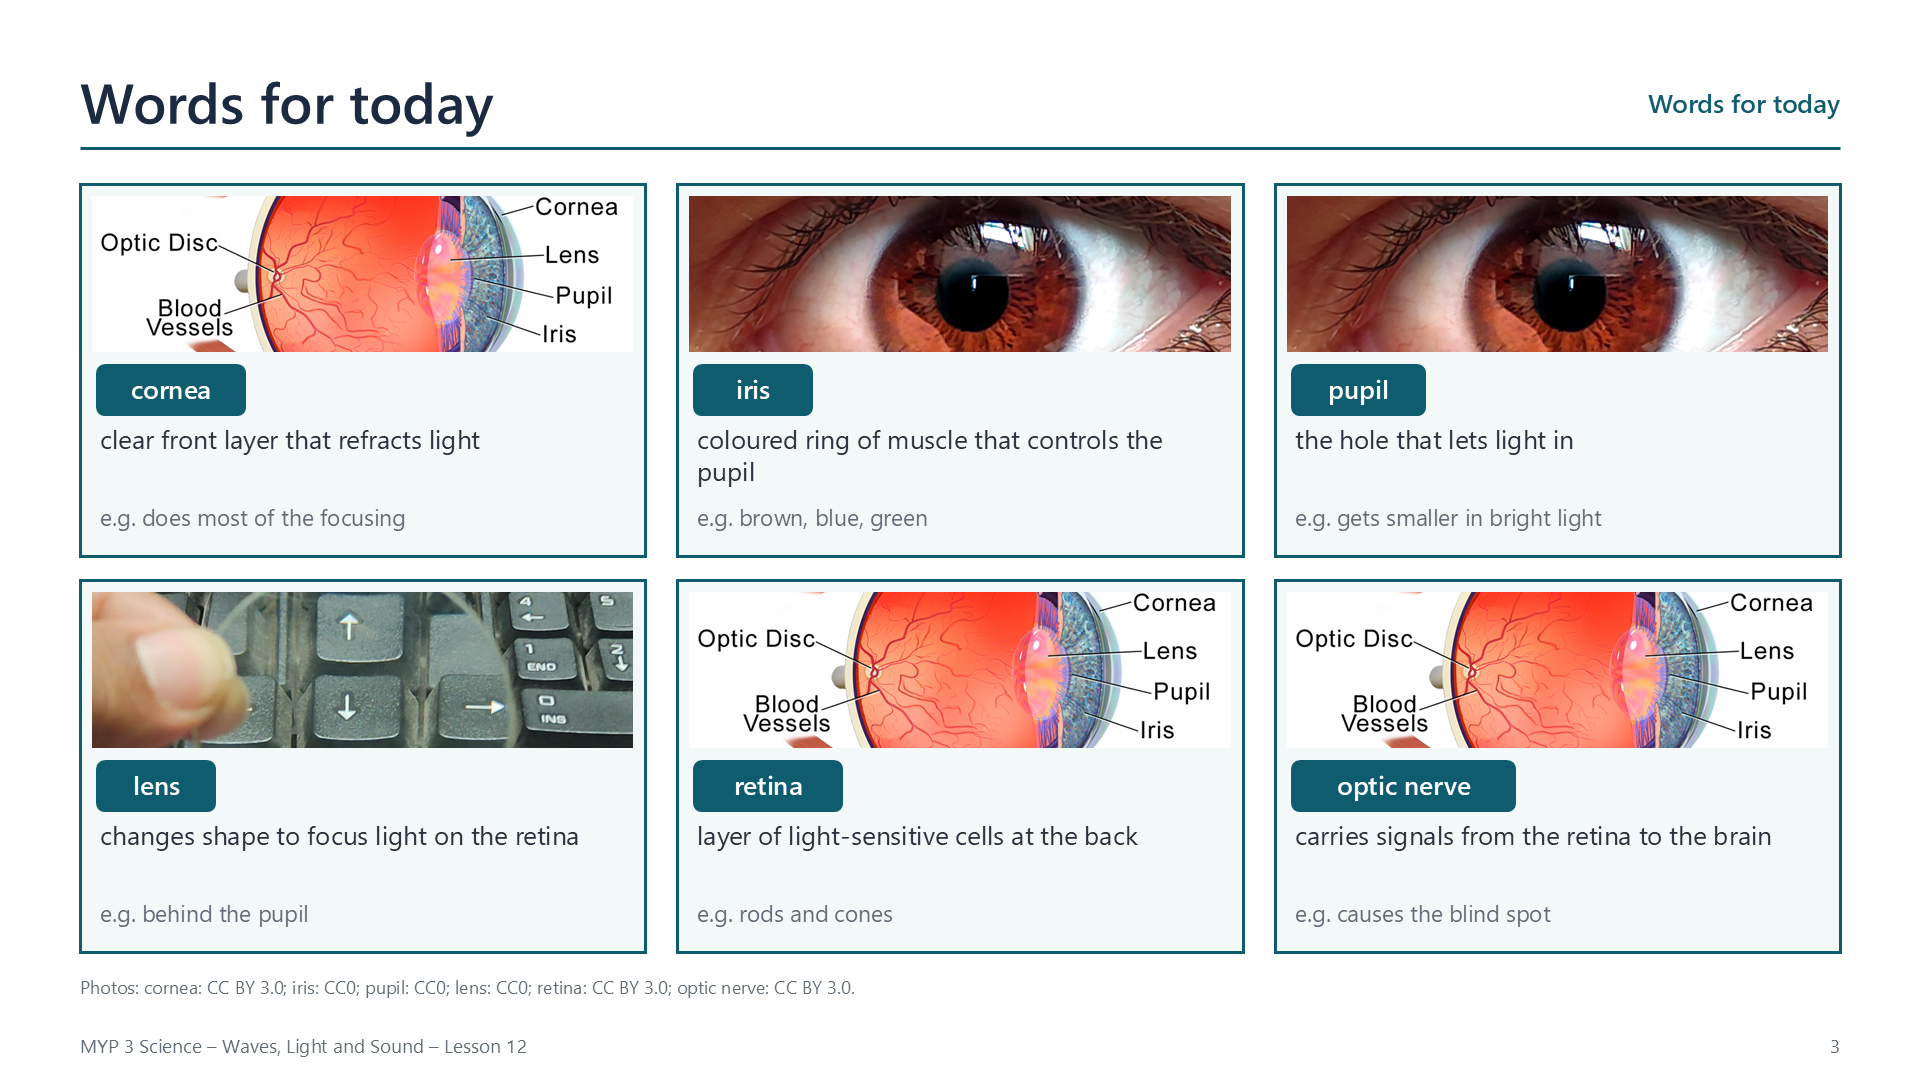 Words for today
Words for today
Cornea
Optic Disc
Lens
Pupil
Blood
Vessels
Iris
cornea
clear front layer that refracts light
e.g. does most of the focusing
iris
coloured ring of muscle that controls the
pupil
e.g. brown, blue, green
pupil
the hole that lets light in
e.g. gets smaller in bright light
4
5
1
END
2
0
INS
lens
changes shape to focus light on the retina
e.g. behind the pupil
Cornea
Optic Disc
Lens
Pupil
Blood
Vessels
Iris
retina
layer of light-sensitive cells at the back
e.g. rods and cones
Cornea
Optic Disc
Lens
Pupil
Blood
Vessels
Iris
optic nerve
carries signals from the retina to the brain
e.g. causes the blind spot
Photos: cornea: CC BY 3.0; iris: CC0; pupil: CC0; lens: CC0; retina: CC BY 3.0; optic nerve: CC BY 3.0.
MYP 3 Science – Waves, Light and Sound – Lesson 12
3